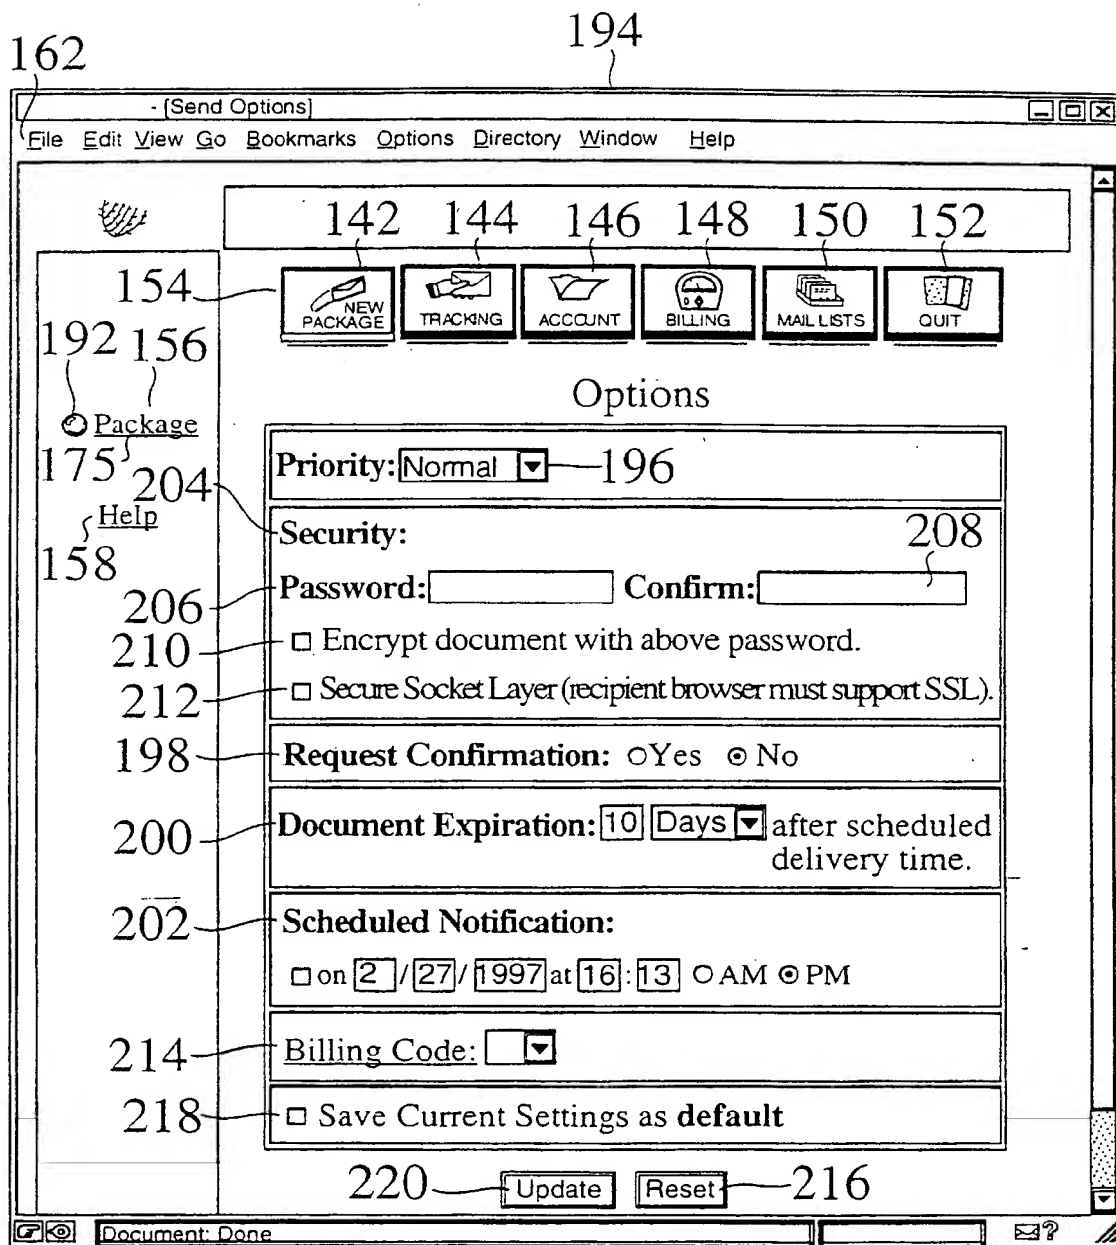 194
162
- [Send Options]
File Edit View Go Bookmarks Options Directory Window Help
142 144 146 148 150 152
154
NEW PACKAGE TRACKING ACCOUNT BILLING MAIL LISTS QUIT
192 156
Options
Package
175
Priority: Normal 196
204
Help
Security: 208
158
206 Password: Confirm:
210 Encrypt document with above password.
212 Secure Socket Layer (recipient browser must support SSL).
198 Request Confirmation: Yes No
200 Document Expiration: 10 Days after scheduled
delivery time.
202 Scheduled Notification:
on 2 / 27 / 1997 at 16 : 13 AM PM
214 Billing Code:
218 Save Current Settings as default
220 Update Reset 216
Document: Done ?